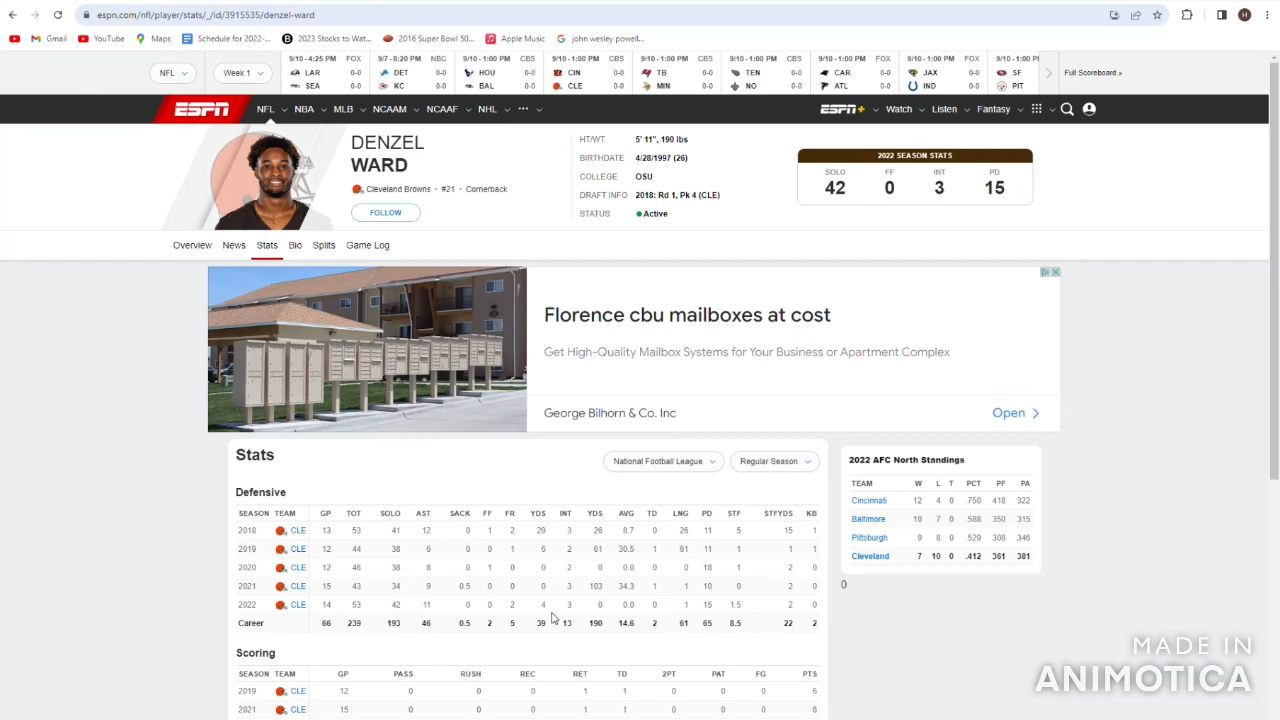 espn.com/nfl/player/stats/_/id/3915535/denzel-ward
Gmail YouTube Maps Schedule for 2022-... 2023 Stocks to Wat... 2016 Super Bowl 50... Apple Music john wesley powell...
NFL Week 1 Full Scoreboard »
9/10 - 4:25 PM FOX
LAR 0-0
SEA 0-0
9/7 - 8:20 PM NBC
DET 0-0
KC 0-0
9/10 - 1:00 PM CBS
HOU 0-0
BAL 0-0
9/10 - 1:00 PM CBS
CIN 0-0
CLE 0-0
9/10 - 1:00 PM CBS
TB 0-0
MIN 0-0
9/10 - 1:00 PM CBS
TEN 0-0
NO 0-0
9/10 - 1:00 PM FOX
CAR 0-0
ATL 0-0
9/10 - 1:00 PM FOX
JAX 0-0
IND 0-0
9/10 - 1:00 PI
SF
PIT
ESPN NFL NBA MLB NCAAM NCAAF NHL ... ESPN+ Watch Listen Fantasy
DENZEL
WARD
Cleveland Browns • #21 • Cornerback
FOLLOW
HT/WT 5' 11", 190 lbs
BIRTHDATE 4/28/1997 (26)
COLLEGE OSU
DRAFT INFO 2018: Rd 1, Pk 4 (CLE)
STATUS Active
2022 SEASON STATS
SOLO FF INT PD
42 0 3 15
Overview News Stats Bio Splits Game Log
Florence cbu mailboxes at cost
Get High-Quality Mailbox Systems for Your Business or Apartment Complex
George Bilhorn & Co. Inc Open
Stats
National Football League Regular Season
Defensive
SEASON TEAM GP TOT SOLO AST SACK FF FR YDS INT YDS AVG TD LNG PD STF STFYDS KB
2018 CLE 13 53 41 12 0 1 2 29 3 26 8.7 0 26 11 5 15 1
2019 CLE 12 44 38 6 0 0 1 6 2 61 30.5 1 61 11 1 1 1
2020 CLE 12 46 38 8 0 1 0 0 2 0 0.0 0 0 18 1 2 0
2021 CLE 15 43 34 9 0.5 0 0 0 3 103 34.3 1 1 10 0 2 0
2022 CLE 14 53 42 11 0 0 2 4 3 0 0.0 0 1 15 1.5 2 0
Career 66 239 193 46 0.5 2 5 39 13 190 14.6 2 61 65 8.5 22 2
Scoring
SEASON TEAM GP PASS RUSH REC RET TD 2PT PAT FG PTS
2019 CLE 12 0 0 0 1 1 0 0 0 6
2021 CLE 15 0 0 0 1 1 0 0 0 6
2022 AFC North Standings
TEAM W L T PCT PF PA
Cincinnati 12 4 0 .750 418 322
Baltimore 10 7 0 .588 350 315
Pittsburgh 9 8 0 .529 308 346
Cleveland 7 10 0 .412 361 381
0
MADE IN
ANIMOTICA